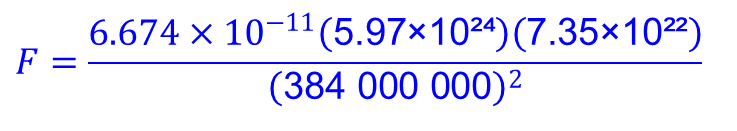 F = 6.674 × 10⁻¹¹(5.97×10²⁴)(7.35×10²²)
(384 000 000)²